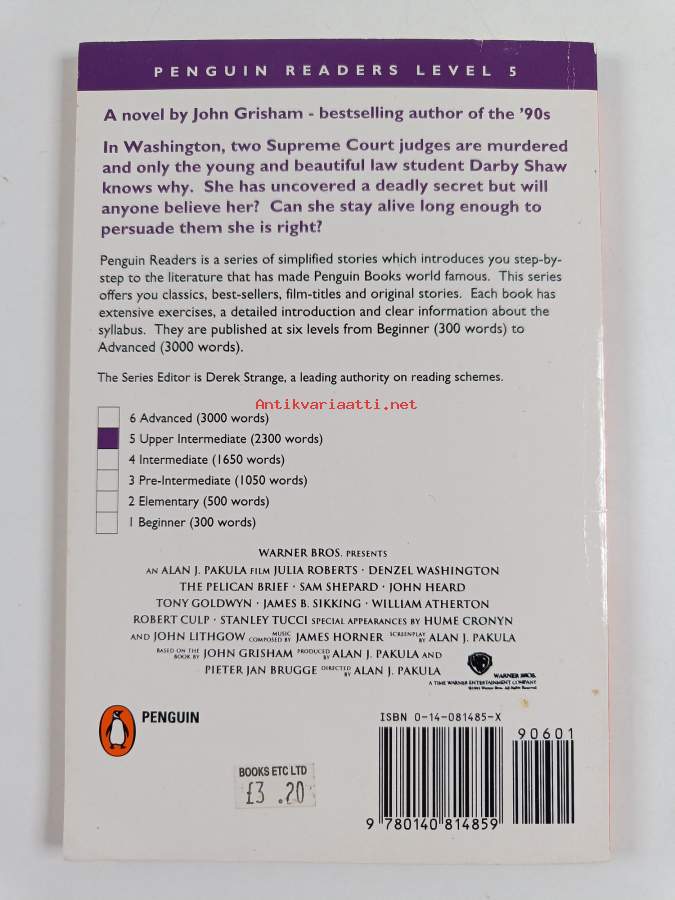 PENGUIN READERS LEVEL 5
A novel by John Grisham - bestselling author of the '90s
In Washington, two Supreme Court judges are murdered
and only the young and beautiful law student Darby Shaw
knows why. She has uncovered a deadly secret but will
anyone believe her? Can she stay alive long enough to
persuade them she is right?
Penguin Readers is a series of simplified stories which introduces you step-by-
step to the literature that has made Penguin Books world famous. This series
offers you classics, best-sellers, film-titles and original stories. Each book has
extensive exercises, a detailed introduction and clear information about the
syllabus. They are published at six levels from Beginner (300 words) to
Advanced (3000 words).
The Series Editor is Derek Strange, a leading authority on reading schemes.
Antikvariaatti.net
6 Advanced (3000 words)
5 Upper Intermediate (2300 words)
4 Intermediate (1650 words)
3 Pre-Intermediate (1050 words)
2 Elementary (500 words)
1 Beginner (300 words)
WARNER BROS. PRESENTS
AN ALAN J. PAKULA FILM JULIA ROBERTS · DENZEL WASHINGTON
THE PELICAN BRIEF · SAM SHEPARD · JOHN HEARD
TONY GOLDWYN · JAMES B. SIKKING · WILLIAM ATHERTON
ROBERT CULP · STANLEY TUCCI SPECIAL APPEARANCES BY HUME CRONYN
AND JOHN LITHGOW MUSIC COMPOSED BY JAMES HORNER SCREENPLAY BY ALAN J. PAKULA
BASED ON THE BOOK BY JOHN GRISHAM PRODUCED BY ALAN J. PAKULA AND
PIETER JAN BRUGGE DIRECTED BY ALAN J. PAKULA
WARNER BROS.
A TIME WARNER ENTERTAINMENT COMPANY
PENGUIN
ISBN 0-14-081485-X
90601
BOOKS ETC LTD
£3.20
9 780140 814859